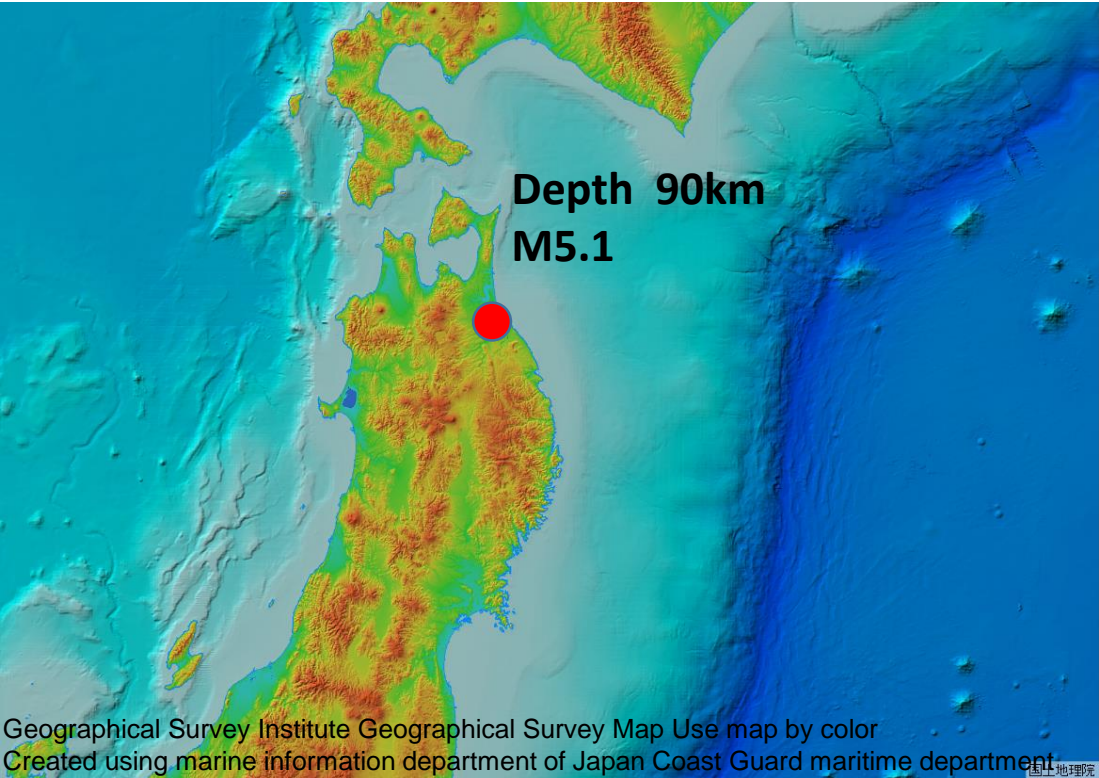 Depth 90km
M5.1
Geographical Survey Institute Geographical Survey Map Use map by color
Created using marine information department of Japan Coast Guard maritime department
国土地理院